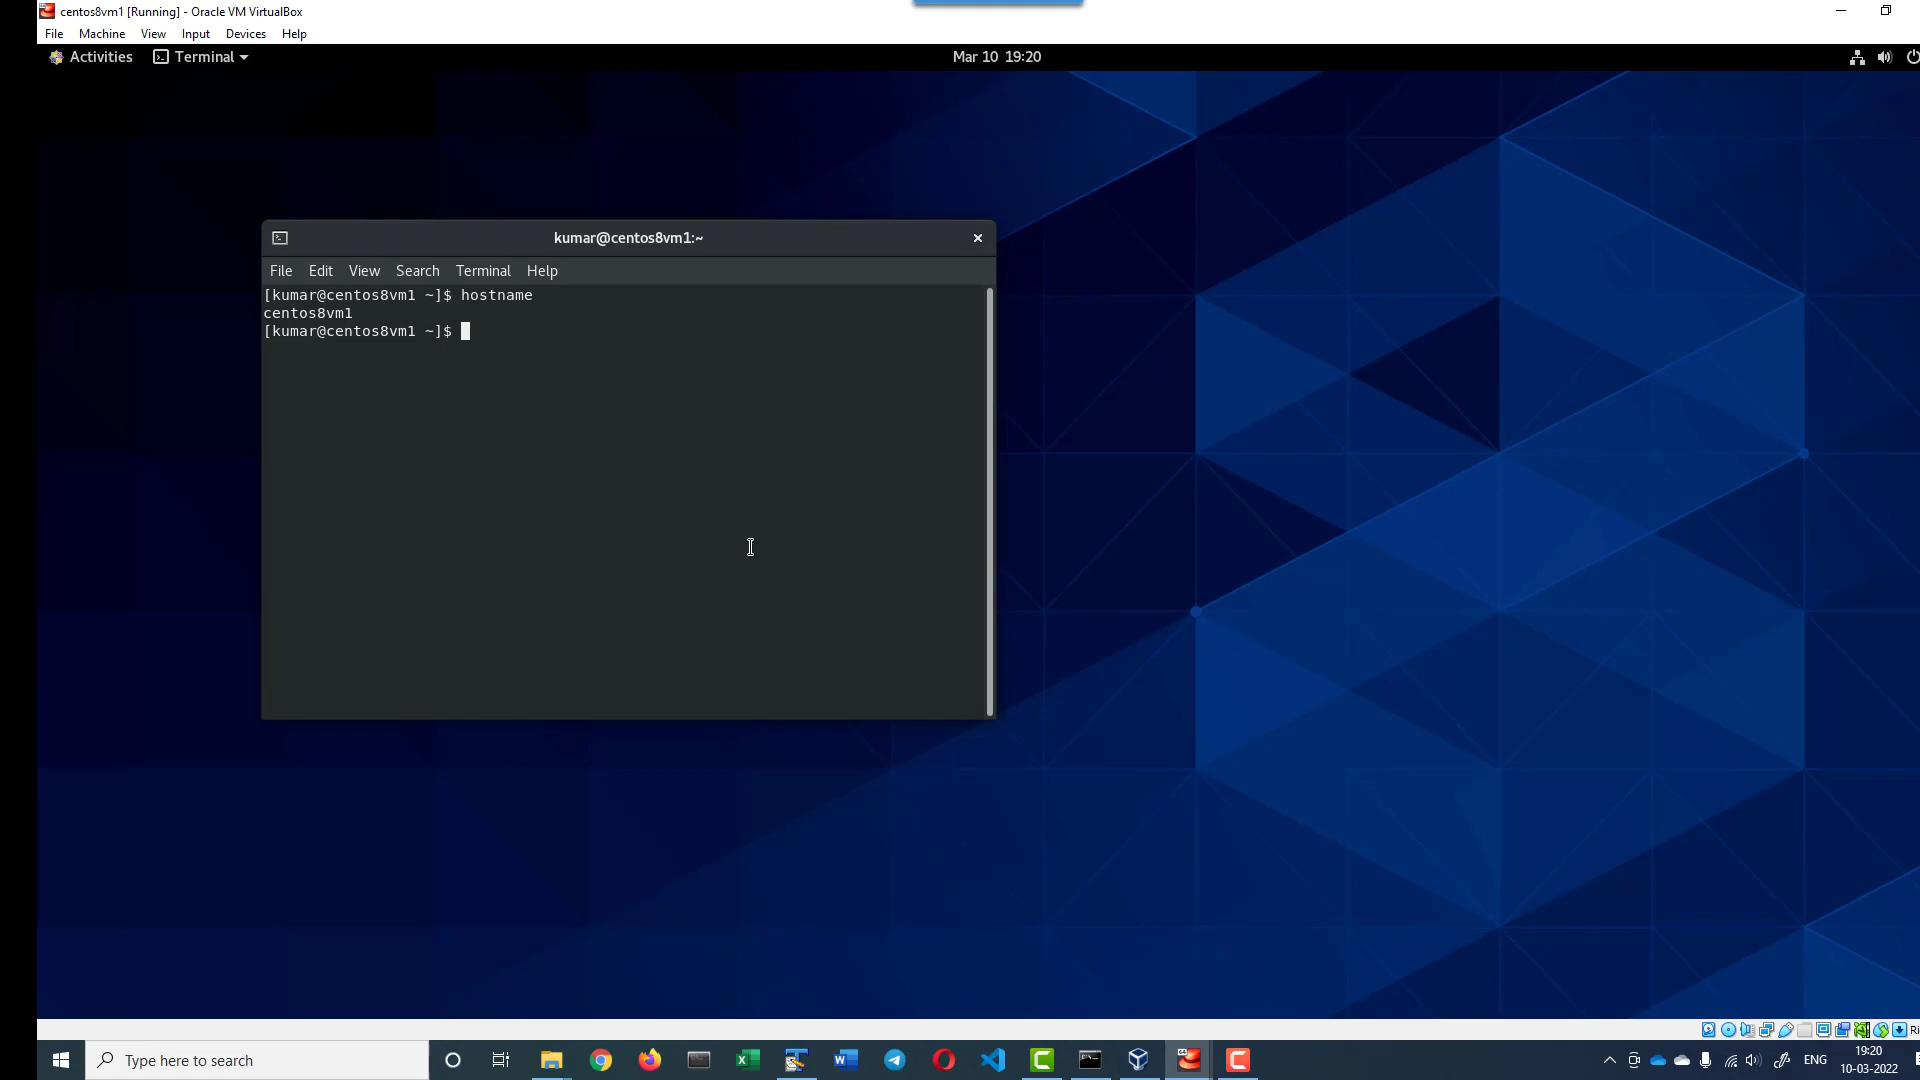 centos8vm1 [Running] - Oracle VM VirtualBox
File Machine View Input Devices Help
Activities Terminal Mar 10 19:20
kumar@centos8vm1:~
File Edit View Search Terminal Help
[kumar@centos8vm1 ~]$ hostname
centos8vm1
[kumar@centos8vm1 ~]$
Ri
Type here to search
ENG
19:20
10-03-2022